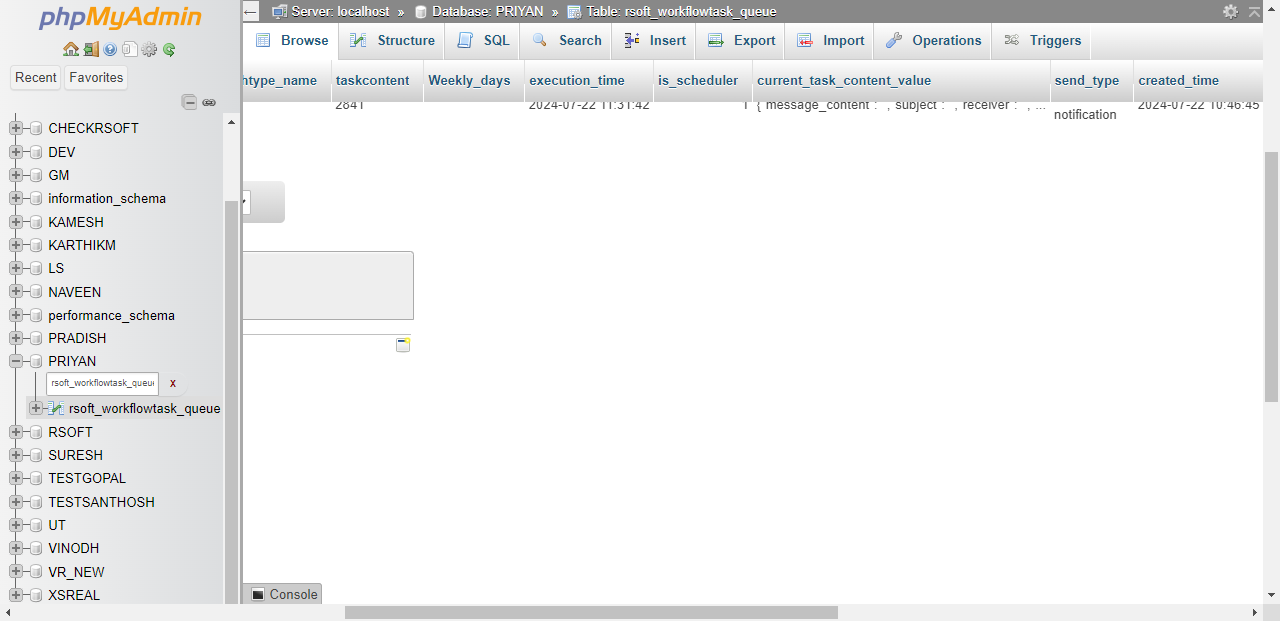 phpMyAdmin
Recent Favorites
CHECKRSOFT
DEV
GM
information_schema
KAMESH
KARTHIKM
LS
NAVEEN
performance_schema
PRADISH
PRIYAN
rsoft_workflowtask_queue x
rsoft_workflowtask_queue
RSOFT
SURESH
TESTGOPAL
TESTSANTHOSH
UT
VINODH
VR_NEW
XSREAL
Server: localhost » Database: PRIYAN » Table: rsoft_workflowtask_queue
Browse Structure SQL Search Insert Export Import Operations Triggers
htype_name taskcontent Weekly_days execution_time is_scheduler current_task_content_value send_type created_time
2841 2024-07-22 11:31:42 1 {"message_content":"","subject":"","receiver":"",... notification 2024-07-22 10:46:45
Console